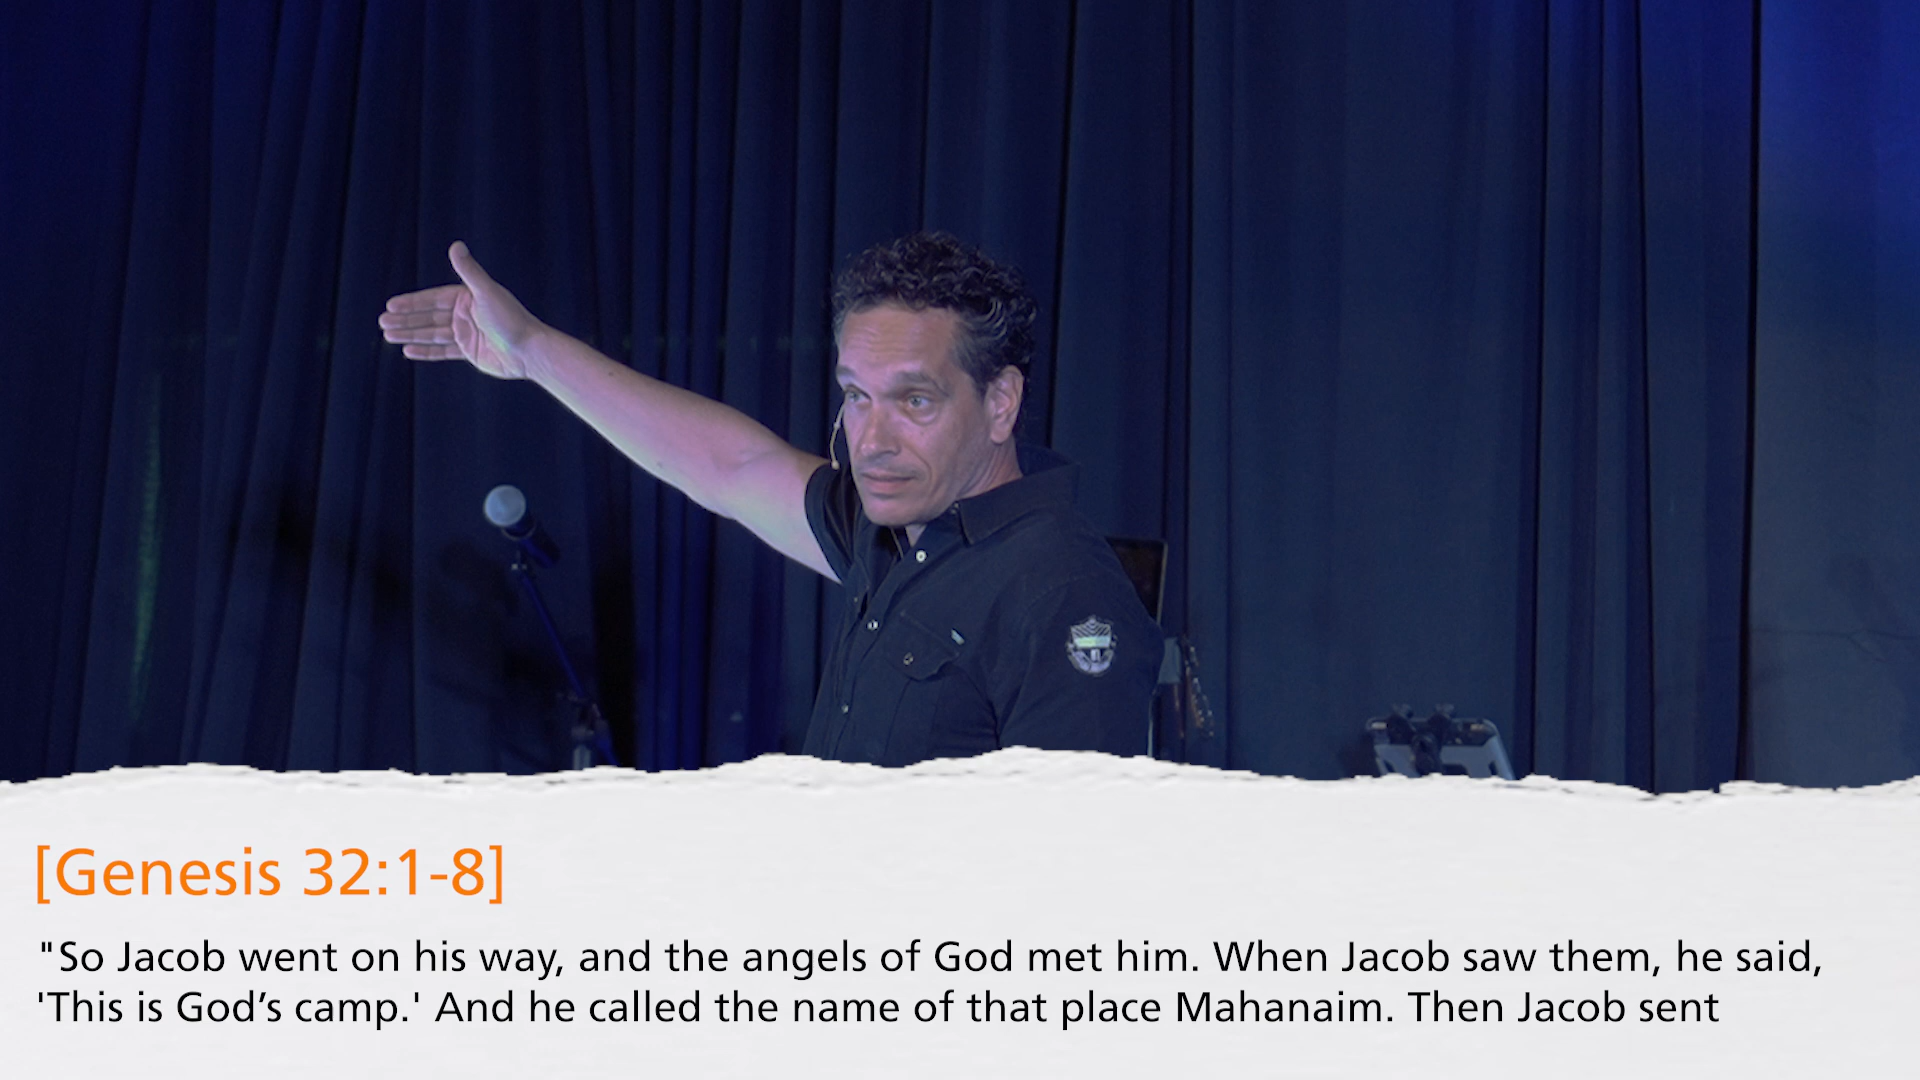 [Genesis 32:1-8]
"So Jacob went on his way, and the angels of God met him. When Jacob saw them, he said,
'This is God’s camp.' And he called the name of that place Mahanaim. Then Jacob sent